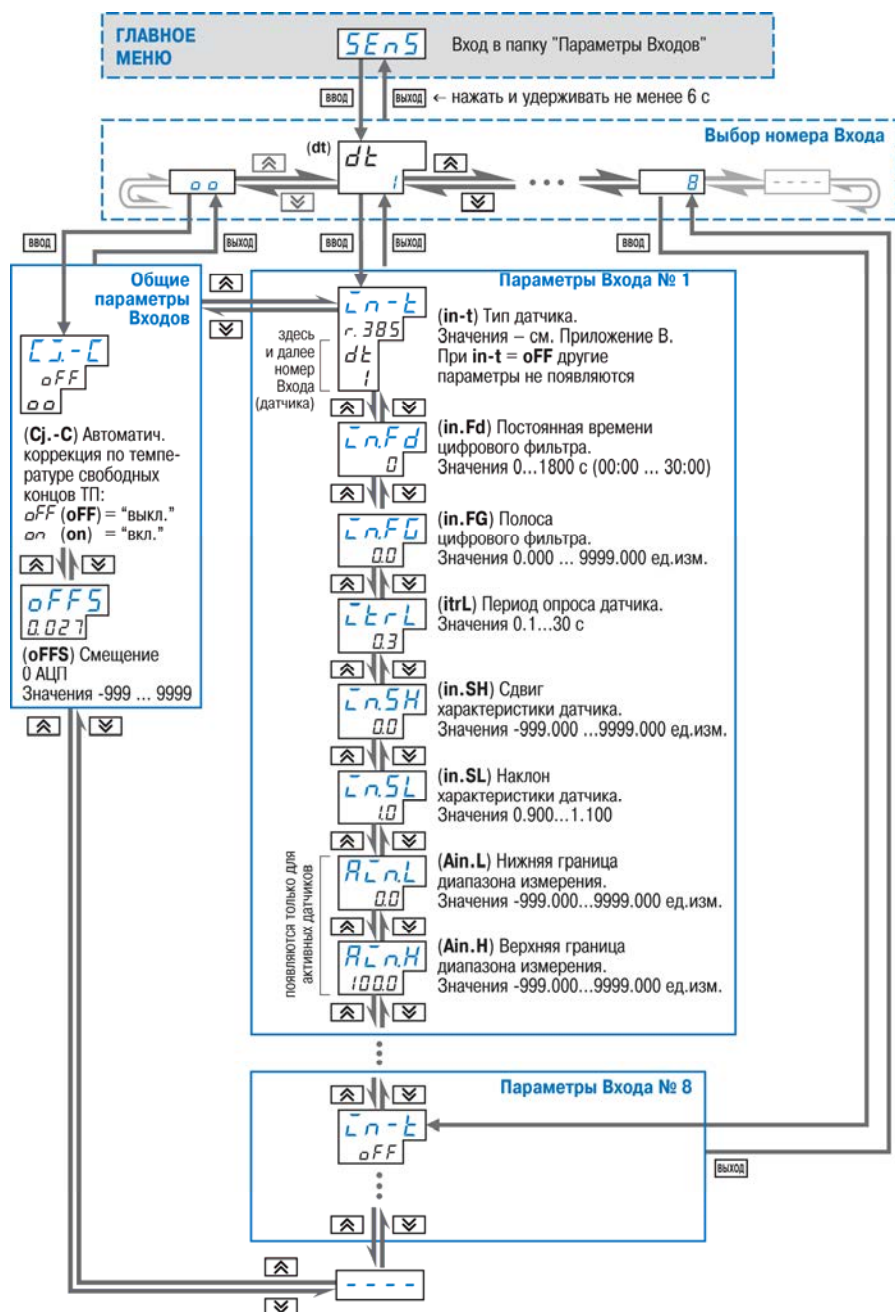 ГЛАВНОЕ
МЕНЮ
SEnS
Вход в папку "Параметры Входов"
ВВОД
ВЫХОД
← нажать и удерживать не менее 6 с
Выбор номера Входа
(dt)
dt
1
oo
8
- - - -
ВВОД
ВЫХОД
ВВОД
ВЫХОД
ВВОД
Общие
параметры
Входов
Cj.-C
oFF
oo
(Cj.-C) Автоматич.
коррекция по темпе-
ратуре свободных
концов ТП:
oFF (oFF) = “выкл.”
on (on) = “вкл.”
oFFS
0.027
(oFFS) Смещение
0 АЦП
Значения -999 ... 9999
Параметры Входа № 1
здесь
и далее
номер
Входа
(датчика)
in-t
r.385
dt
1
(in-t) Тип датчика.
Значения – см. Приложение В.
При in-t = oFF другие
параметры не появляются
in.Fd
0
(in.Fd) Постоянная времени
цифрового фильтра.
Значения 0...1800 с (00:00 ... 30:00)
in.FG
0.0
(in.FG) Полоса
цифрового фильтра.
Значения 0.000 ... 9999.000 ед.изм.
itrL
0.3
(itrL) Период опроса датчика.
Значения 0.1...30 с
in.SH
0.0
(in.SH) Сдвиг
характеристики датчика.
Значения -999.000 ...9999.000 ед.изм.
in.SL
1.0
(in.SL) Наклон
характеристики датчика.
Значения 0.900...1.100
появляются только для
активных датчиков
Ain.L
0.0
(Ain.L) Нижняя граница
диапазона измерения.
Значения -999.000...9999.000 ед.изм.
Ain.H
100.0
(Ain.H) Верхняя граница
диапазона измерения.
Значения -999.000...9999.000 ед.изм.
Параметры Входа № 8
in-t
oFF
ВЫХОД
- - - -